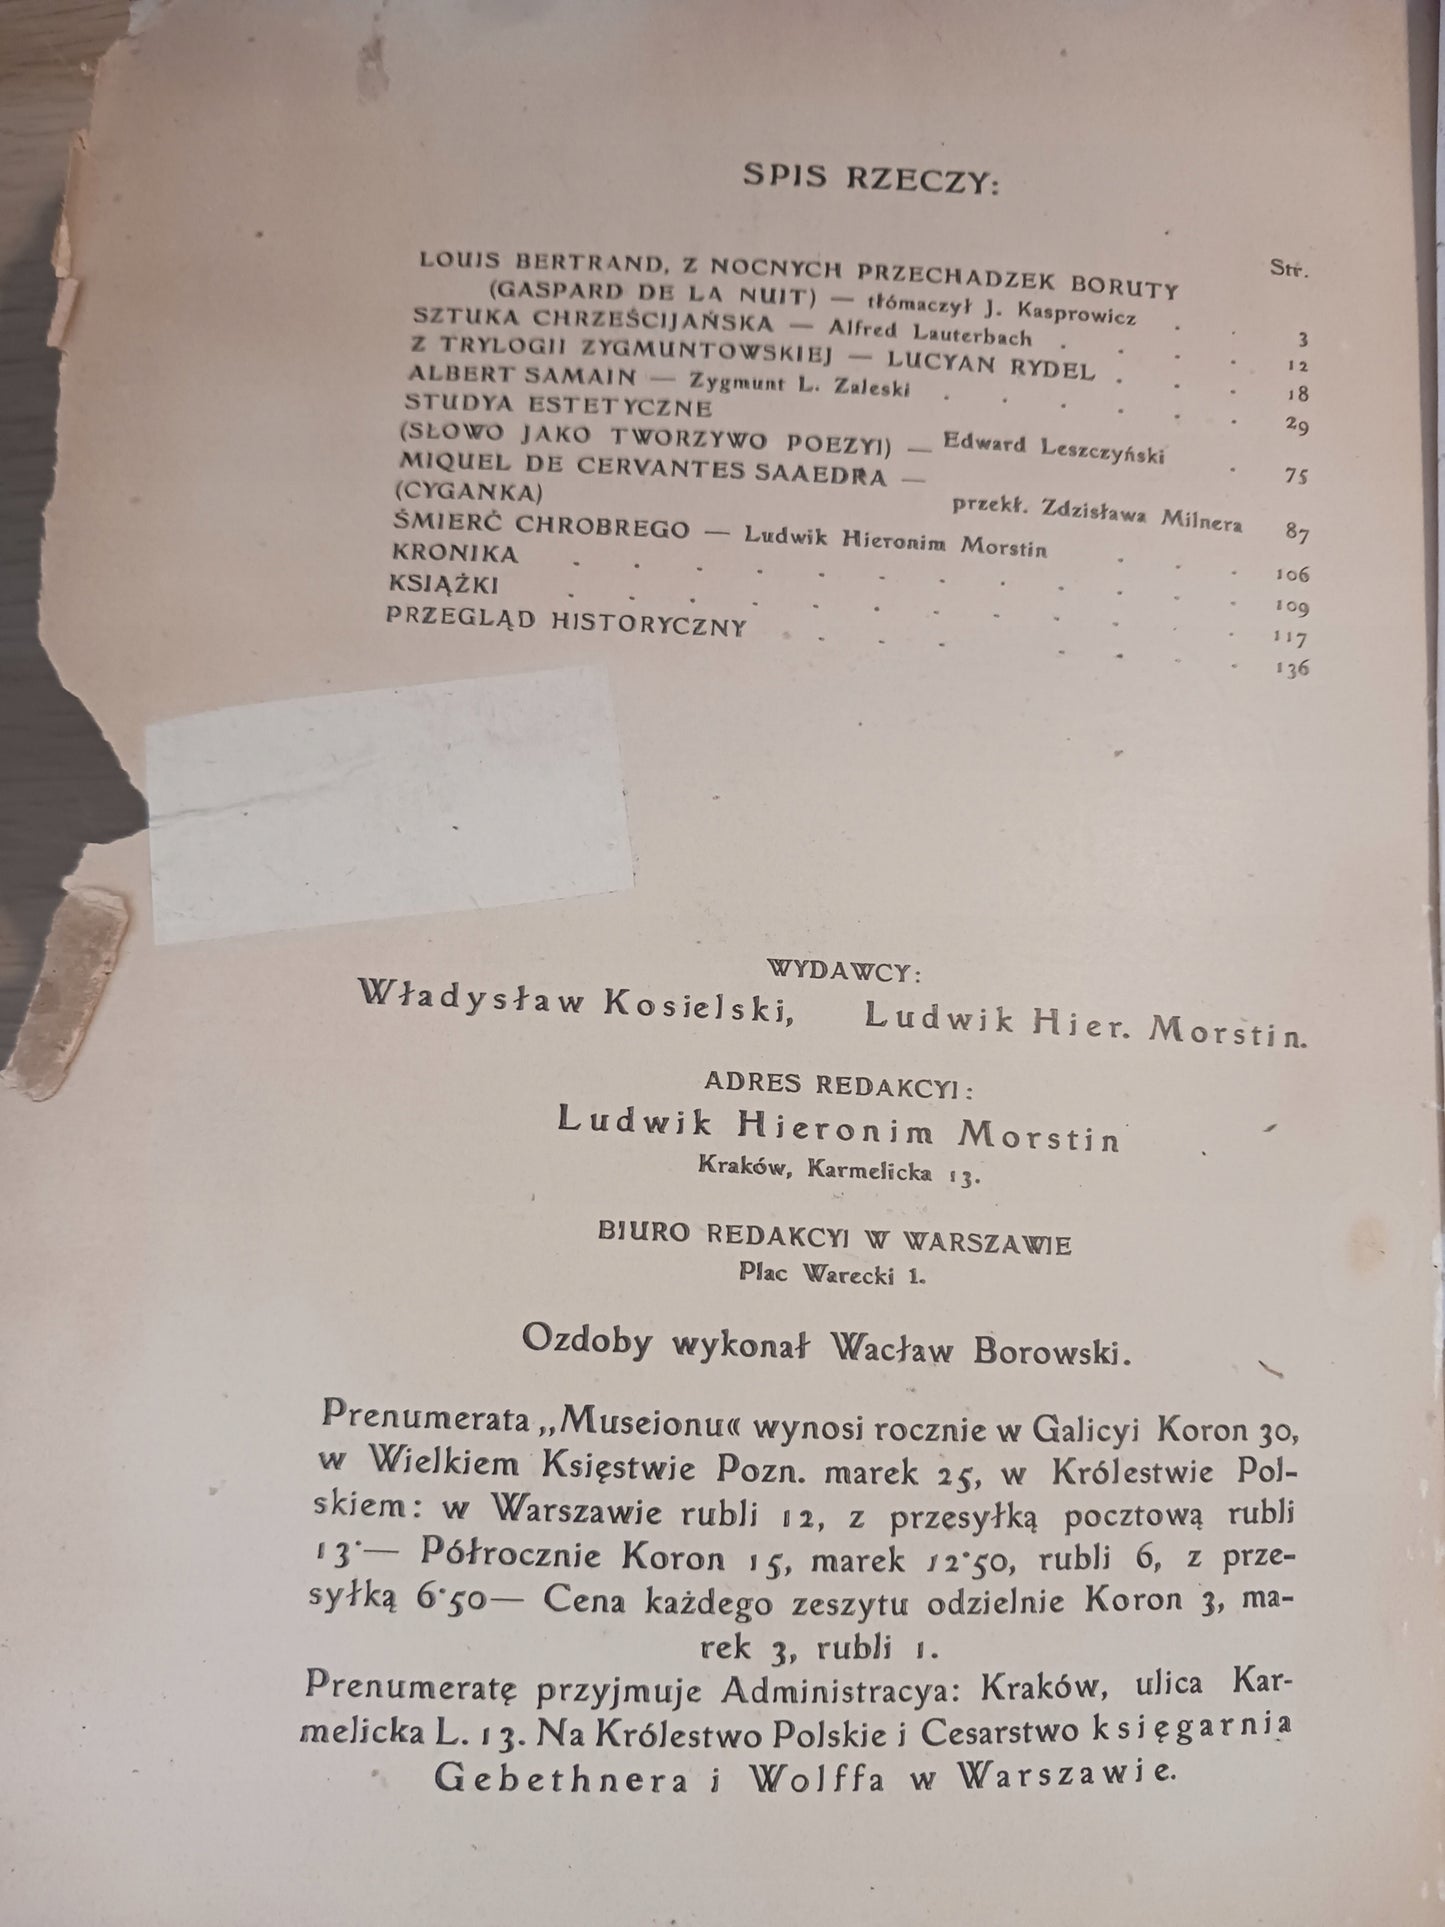 SPIS RZECZY:
Str.
LOUIS BERTRAND, Z NOCNYCH PRZECHADZEK BORUTY
(GASPARD DE LA NUIT) — tłómaczył J. Kasprowicz . . 3
SZTUKA CHRZEŚCIJAŃSKA — Alfred Lauterbach . . . . 12
Z TRYLOGII ZYGMUNTOWSKIEJ — LUCYAN RYDEL . . . 18
ALBERT SAMAIN — Zygmunt L. Zaleski . . . . . . 29
STUDYA ESTETYCZNE
(SŁOWO JAKO TWORZYWO POEZYI) — Edward Leszczyński . 75
MIQUEL DE CERVANTES SAAEDRA —
(CYGANKA) przekł. Zdzisława Milnera 87
ŚMIERĆ CHROBREGO — Ludwik Hieronim Morstin . . . 106
KRONIKA . . . . . . . . . . . . 109
KSIĄŻKI . . . . . . . . . . . . 117
PRZEGLĄD HISTORYCZNY . . . . . . . 136
WYDAWCY:
Władysław Kosielski, Ludwik Hier. Morstin.
ADRES REDAKCYI:
Ludwik Hieronim Morstin
Kraków, Karmelicka 13.
BIURO REDAKCYI W WARSZAWIE
Plac Warecki 1.
Ozdoby wykonał Wacław Borowski.
Prenumerata „Museionu« wynosi rocznie w Galicyi Koron 30,
w Wielkiem Księstwie Pozn. marek 25, w Królestwie Pol-
skiem: w Warszawie rubli 12, z przesyłką pocztową rubli
13·— Półrocznie Koron 15, marek 12·50, rubli 6, z prze-
syłką 6·50— Cena każdego zeszytu odzielnie Koron 3, ma-
rek 3, rubli 1.
Prenumeratę przyjmuje Administracya: Kraków, ulica Kar-
melicka L. 13. Na Królestwo Polskie i Cesarstwo księgarnia
Gebethnera i Wolffa w Warszawie.